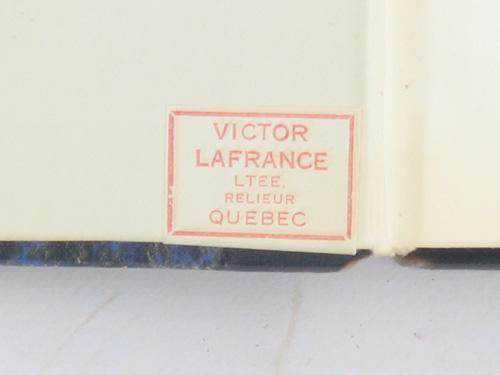 VICTOR
LAFRANCE
LTEE.
RELIEUR
QUEBEC